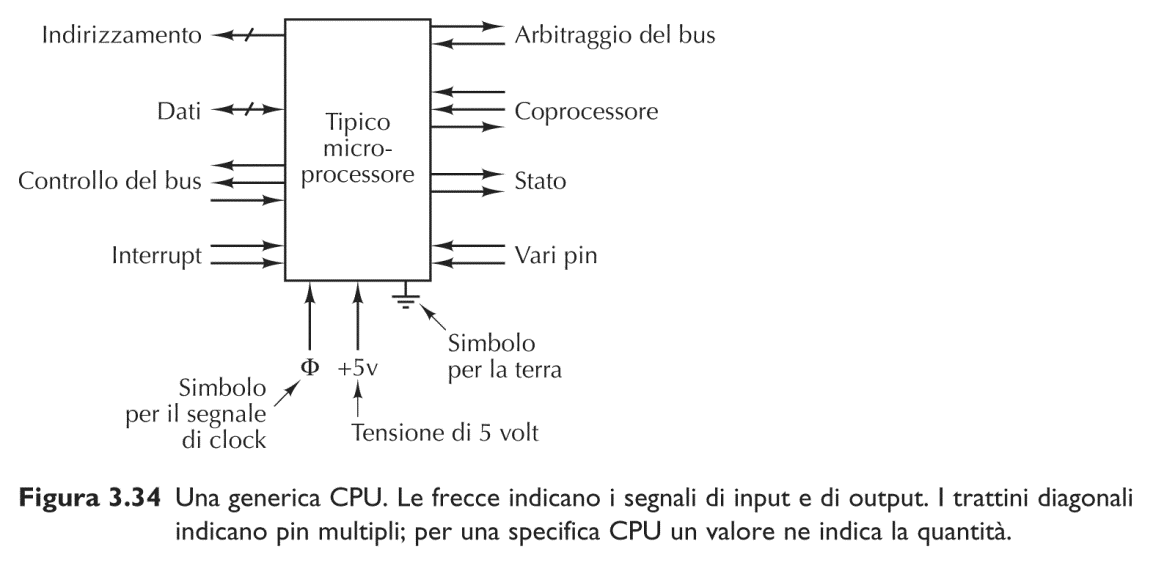 Indirizzamento
Arbitraggio del bus
Dati
Coprocessore
Tipico
micro-
processore
Controllo del bus
Stato
Interrupt
Vari pin
Simbolo
per la terra
Φ
+5v
Simbolo
per il segnale
di clock
Tensione di 5 volt
Figura 3.34 Una generica CPU. Le frecce indicano i segnali di input e di output. I trattini diagonali
indicano pin multipli; per una specifica CPU un valore ne indica la quantità.